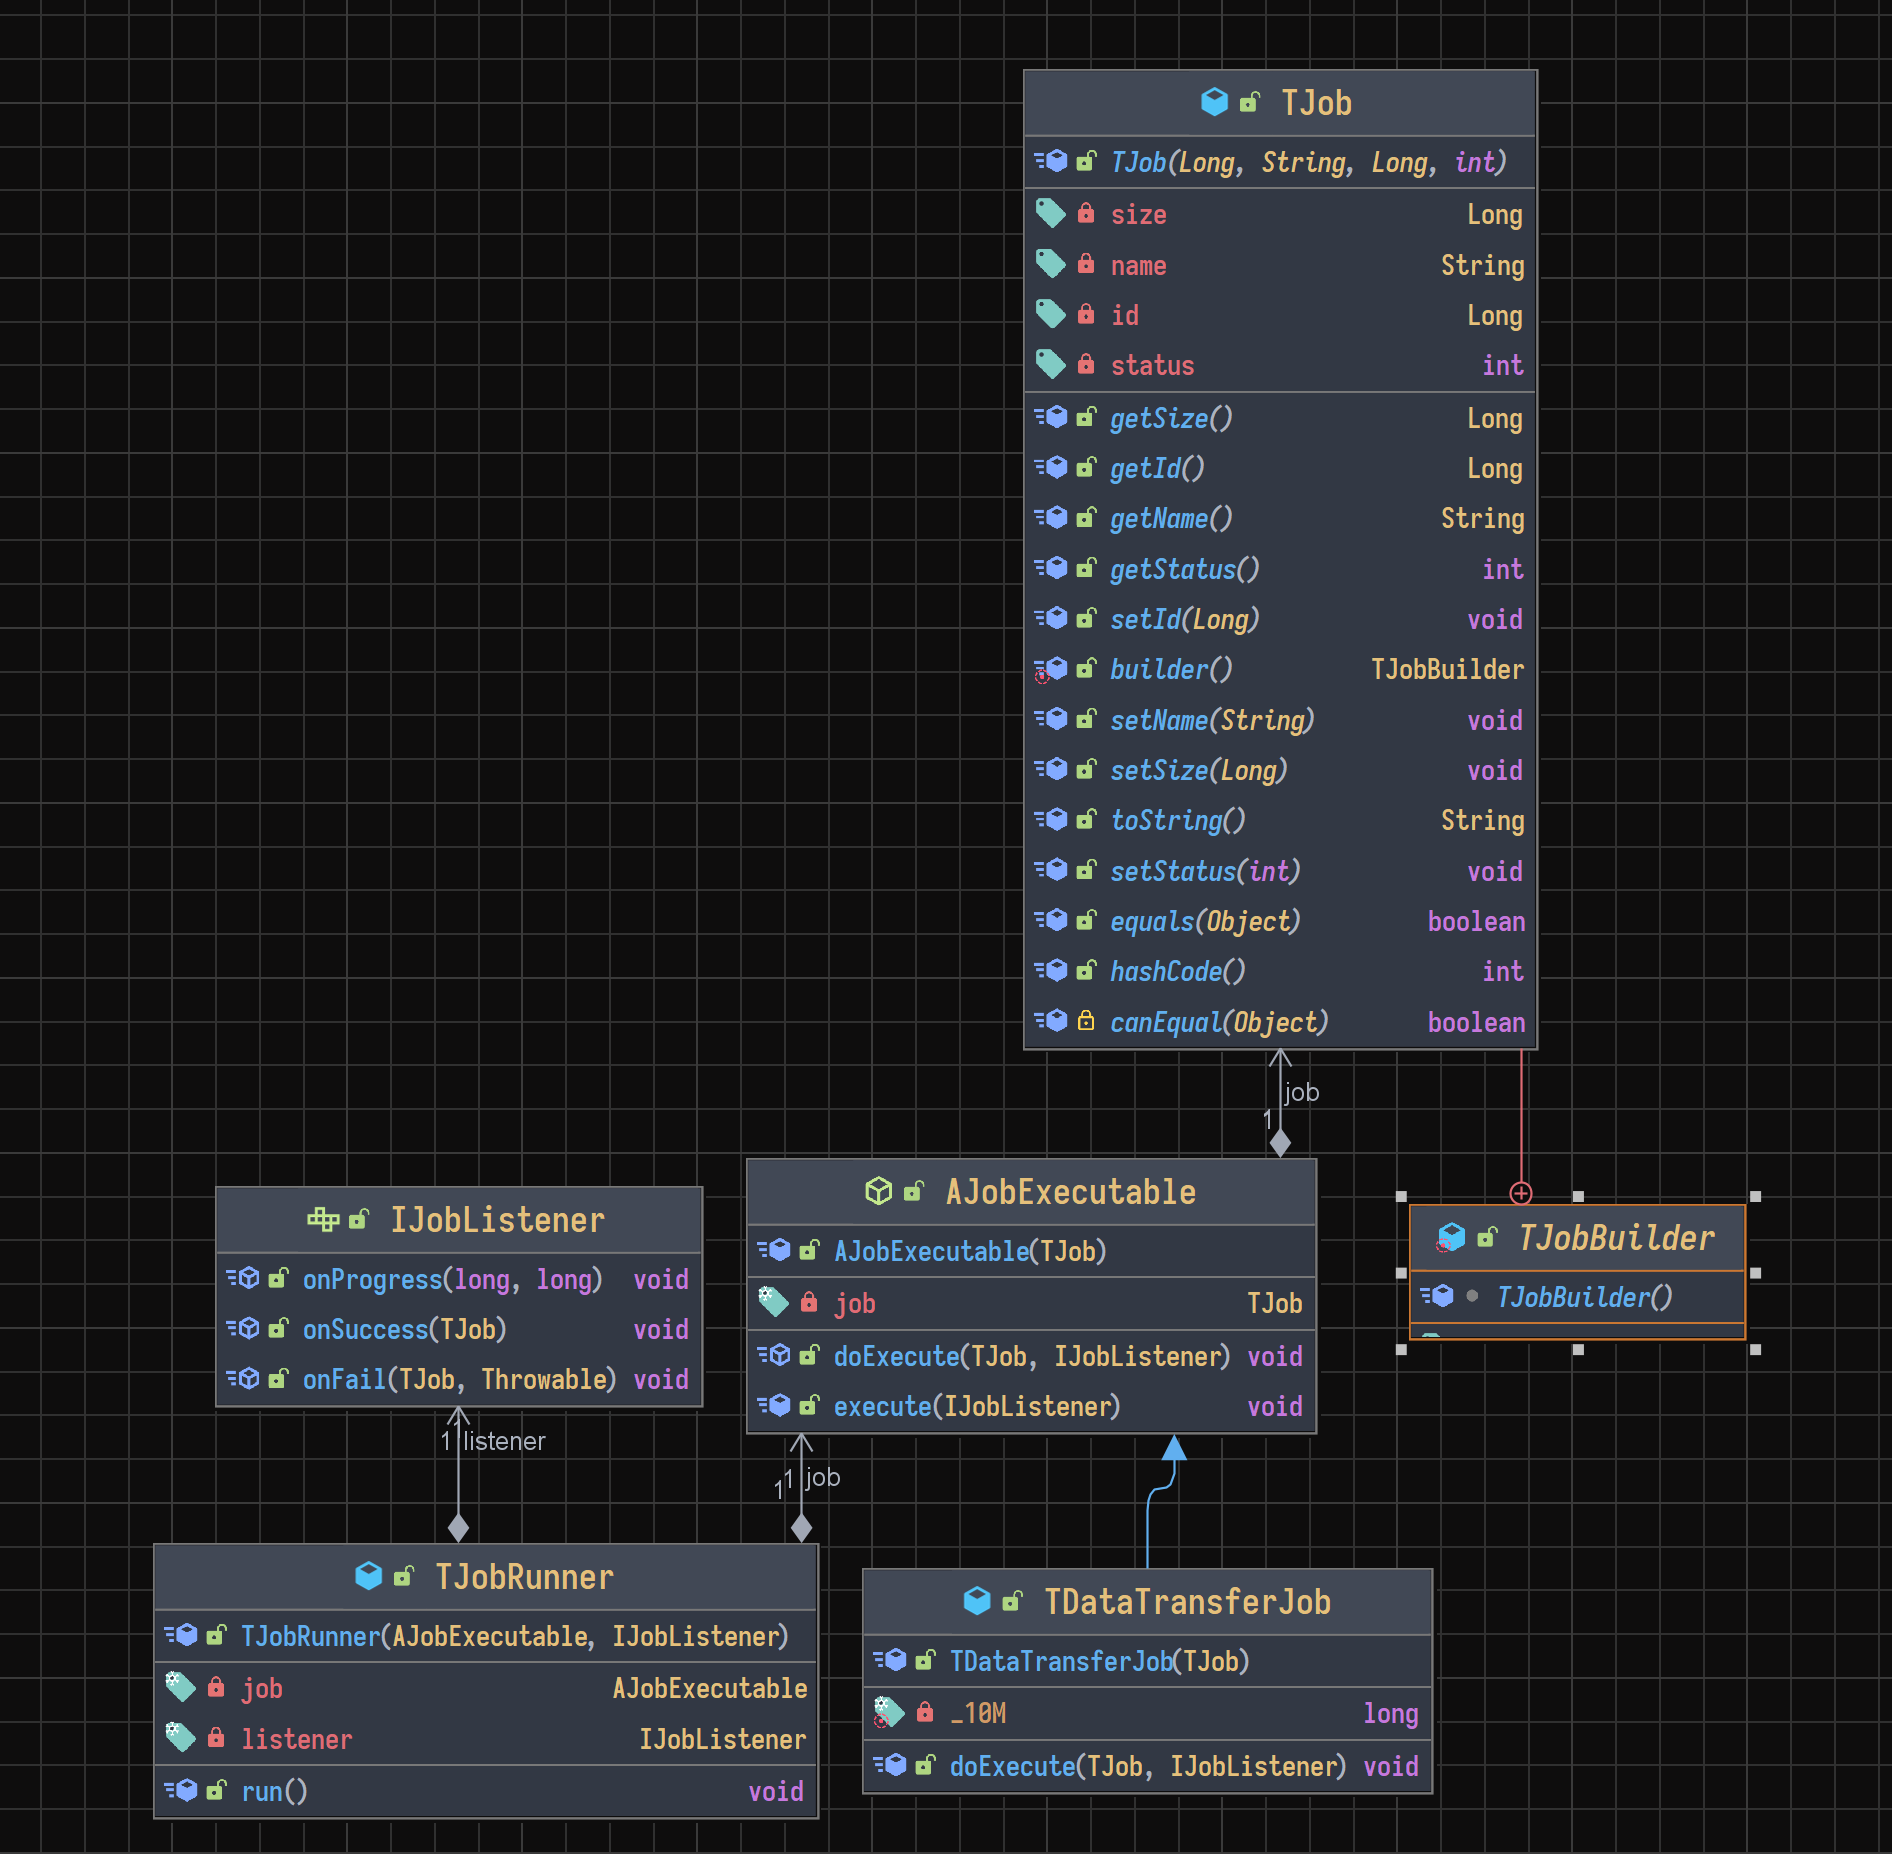 TJob
TJob(Long, String, Long, int)
size Long
name String
id Long
status int
getSize() Long
getId() Long
getName() String
getStatus() int
setId(Long) void
builder() TJobBuilder
setName(String) void
setSize(Long) void
toString() String
setStatus(int) void
equals(Object) boolean
hashCode() int
canEqual(Object) boolean
job
1
IJobListener
onProgress(long, long) void
onSuccess(TJob) void
onFail(TJob, Throwable) void
AJobExecutable
AJobExecutable(TJob)
job TJob
doExecute(TJob, IJobListener) void
execute(IJobListener) void
TJobBuilder
TJobBuilder()
1 1 listener
1 1 job
TJobRunner
TJobRunner(AJobExecutable, IJobListener)
job AJobExecutable
listener IJobListener
run() void
TDataTransferJob
TDataTransferJob(TJob)
_10M long
doExecute(TJob, IJobListener) void